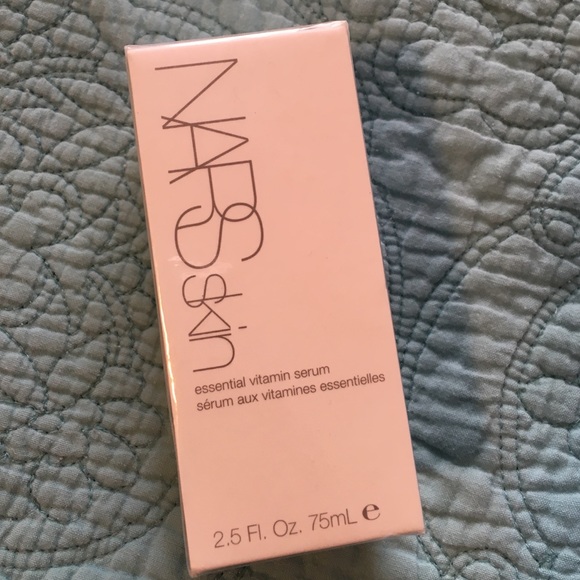 NARSskin
essential vitamin serum
sérum aux vitamines essentielles
2.5 Fl. Oz. 75mL ℮